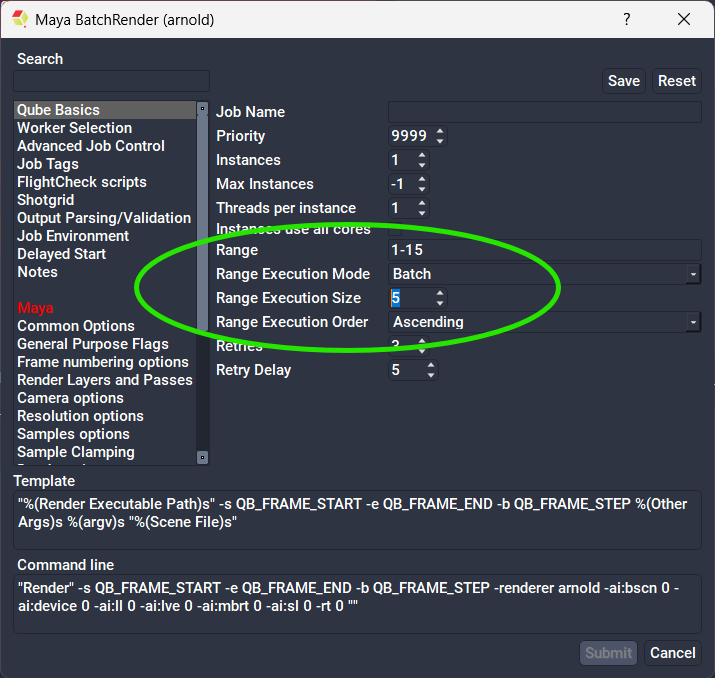 Maya BatchRender (arnold)
?
Search
Save Reset
Qube Basics
Worker Selection
Advanced Job Control
Job Tags
FlightCheck scripts
Shotgrid
Output Parsing/Validation
Job Environment
Delayed Start
Notes
Maya
Common Options
General Purpose Flags
Frame numbering options
Render Layers and Passes
Camera options
Resolution options
Samples options
Sample Clamping
Job Name
Priority 9999
Instances 1
Max Instances -1
Threads per instance 1
Instances use all cores
Range 1-15
Range Execution Mode Batch
Range Execution Size 5
Range Execution Order Ascending
Retries 3
Retry Delay 5
Template
"%(Render Executable Path)s" -s QB_FRAME_START -e QB_FRAME_END -b QB_FRAME_STEP %(Other
Args)s %(argv)s "%(Scene File)s"
Command line
"Render" -s QB_FRAME_START -e QB_FRAME_END -b QB_FRAME_STEP -renderer arnold -ai:bscn 0 -
ai:device 0 -ai:ll 0 -ai:lve 0 -ai:mbrt 0 -ai:sl 0 -rt 0 ""
Submit Cancel